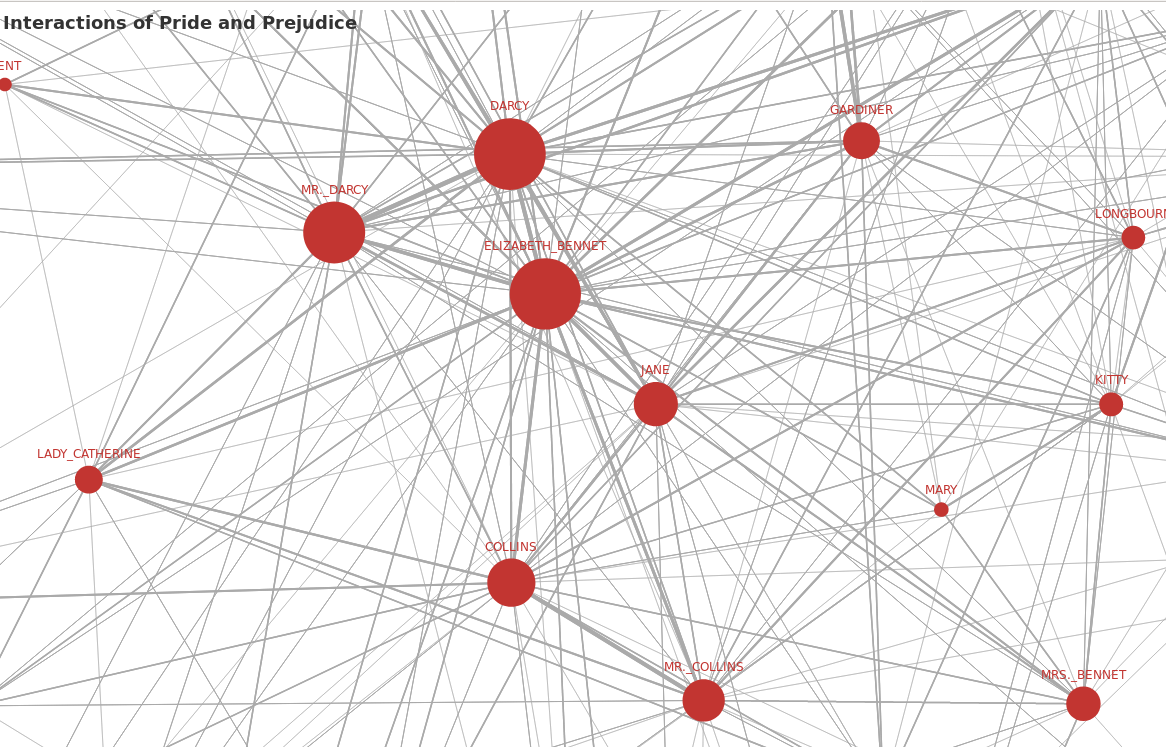 Interactions of Pride and Prejudice
ENT
DARCY
GARDINER
MR._DARCY
LONGBOURN
ELIZABETH_BENNET
JANE
KITTY
LADY_CATHERINE
MARY
COLLINS
MR._COLLINS
MRS._BENNET